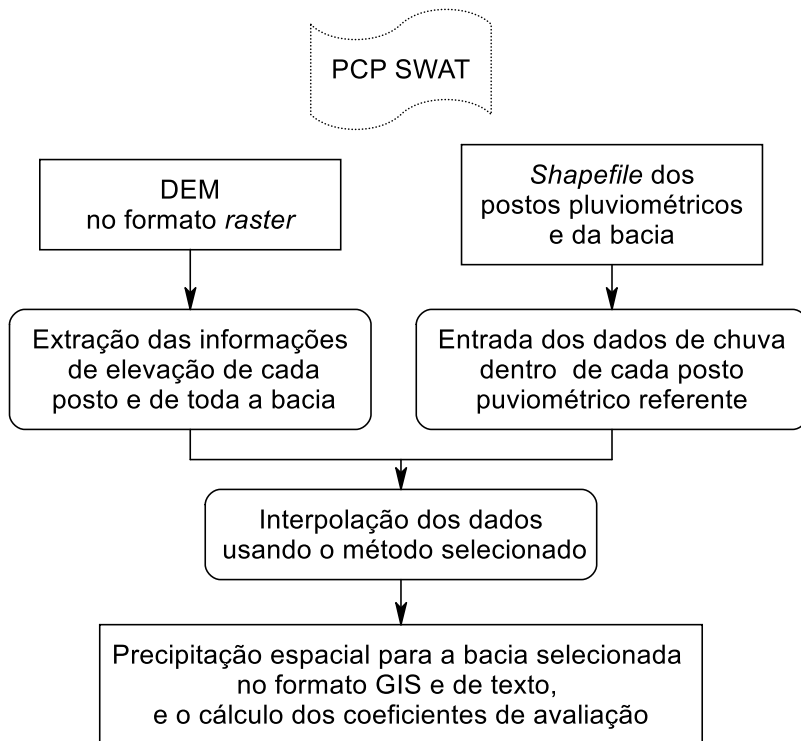 PCP SWAT
DEM
no formato raster
Shapefile dos
postos pluviométricos
e da bacia
Extração das informações
de elevação de cada
posto e de toda a bacia
Entrada dos dados de chuva
dentro de cada posto
puviométrico referente
Interpolação dos dados
usando o método selecionado
Precipitação espacial para a bacia selecionada
no formato GIS e de texto,
e o cálculo dos coeficientes de avaliação